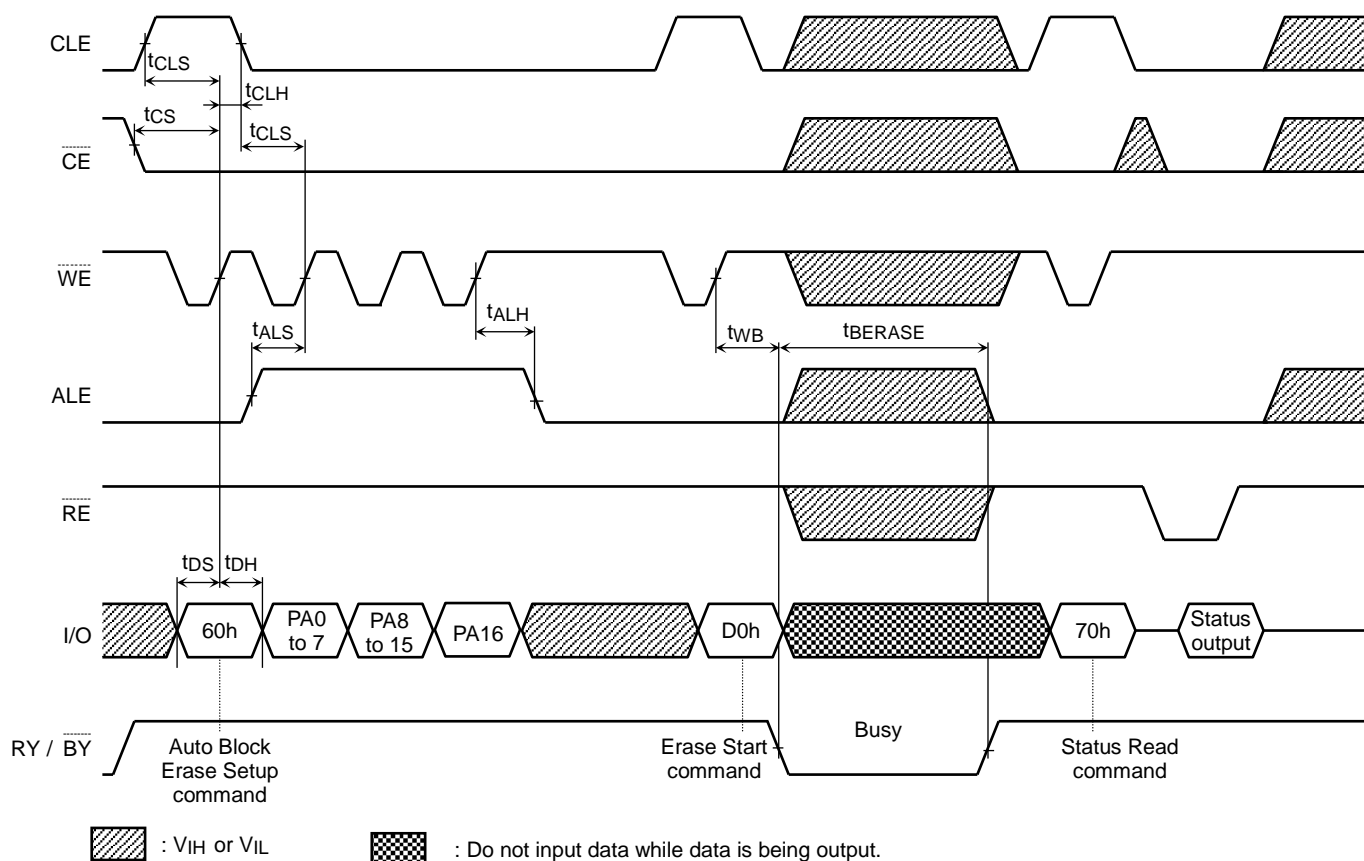 CLE
tCLS
tCLH
tCS
tCLS
CE
WE
tALS
tALH
tWB
tBERASE
ALE
RE
tDS
tDH
I/O
60h
PA0
to 7
PA8
to 15
PA16
D0h
70h
Status
output
RY / BY
Auto Block
Erase Setup
command
Erase Start
command
Busy
Status Read
command
: VIH or VIL
: Do not input data while data is being output.